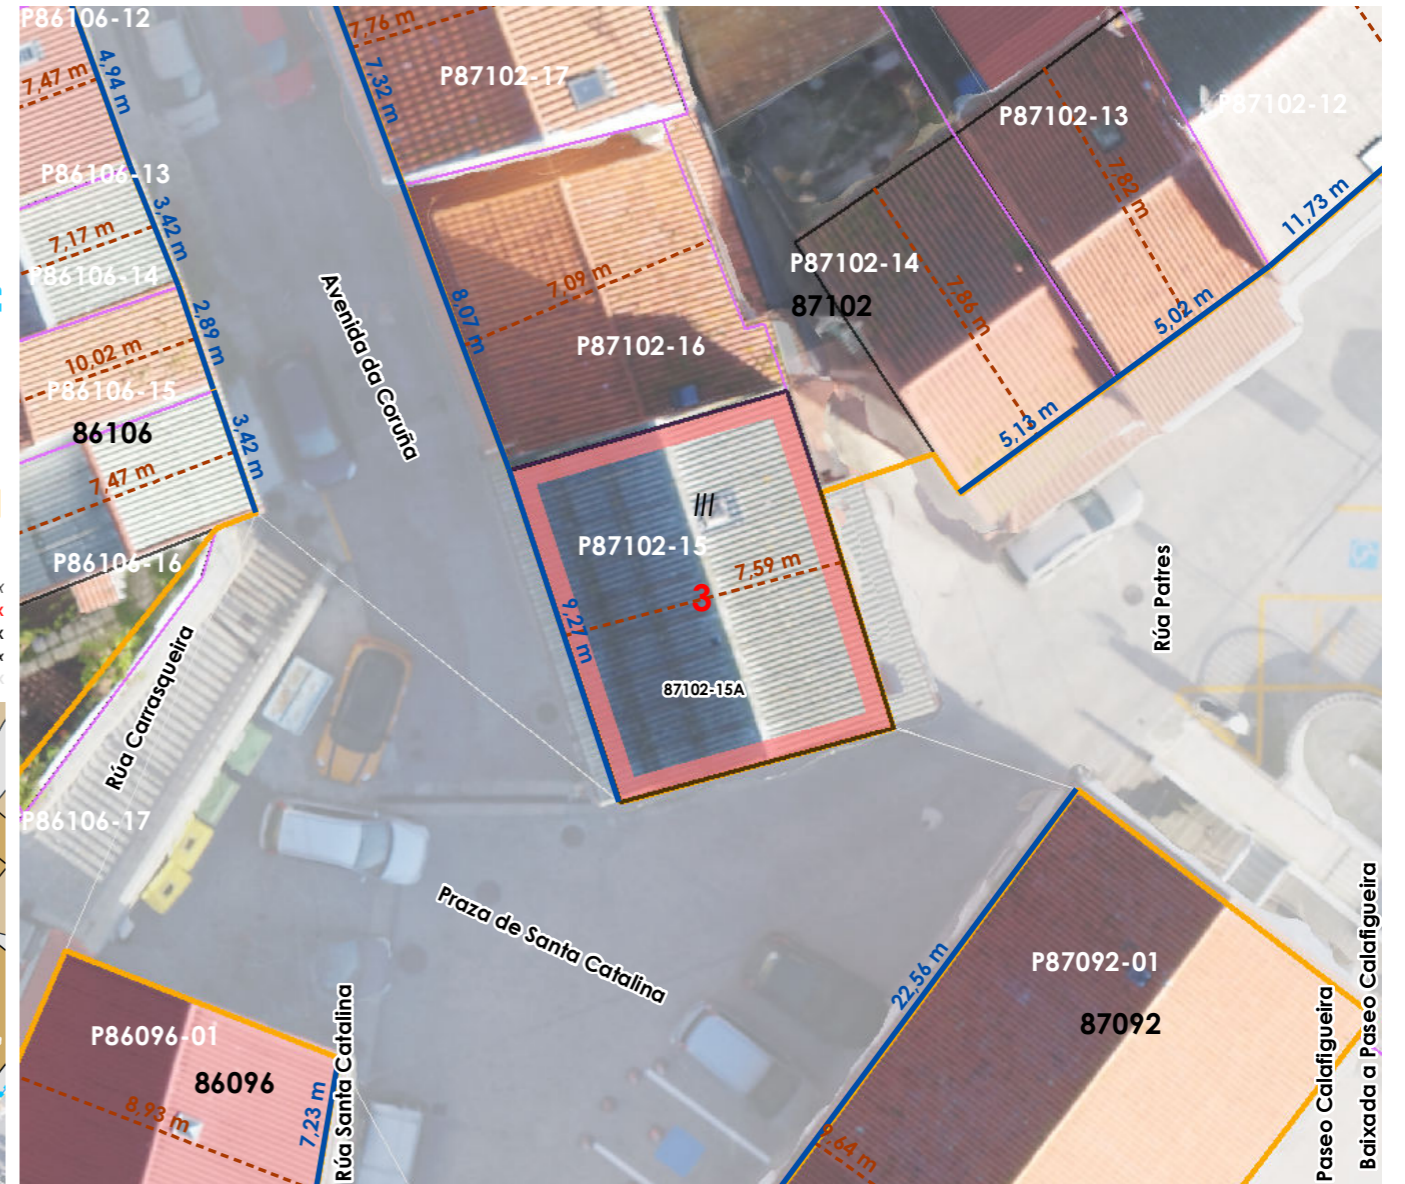 P86106-12
7,76 m
4,94 m
7,47 m
7,32 m
P87102-17
P87102-13
P87102-12
P86106-13
3,42 m
7,17 m
7,82 m
11,73 m
P86106-14
Avenida da Coruña
8,07 m
7,09 m
P87102-14
87102
7,86 m
5,02 m
2,89 m
10,02 m
P87102-16
P86106-15
86106
3,42 m
5,13 m
7,47 m
III
P87102-15
7,59 m
3
P86106-16
9,27 m
87102-15A
Rúa Patres
Rúa Carrasqueira
P86106-17
Praza de Santa Catalina
22,56 m
P87092-01
87092
P86096-01
86096
8,93 m
7,23 m
Rúa Santa Catalina
9,64 m
Paseo Calafigueira
Baixada a Paseo Calafigueira